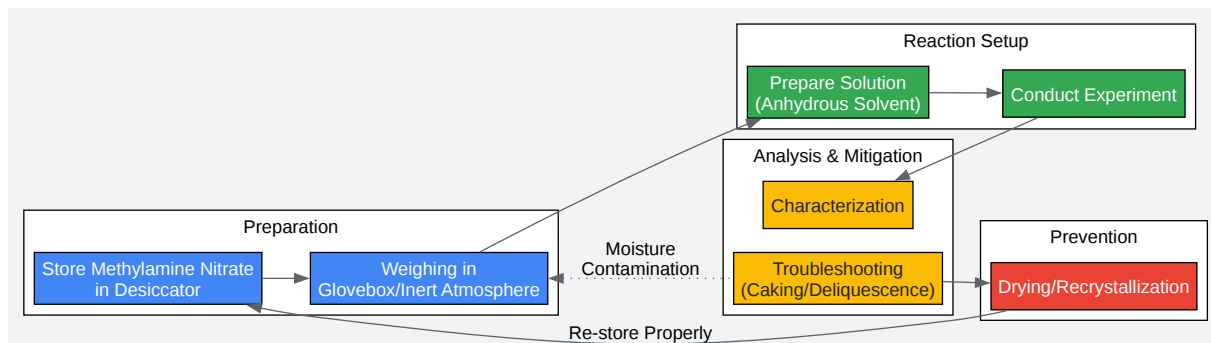 Reaction Setup
Prepare Solution
(Anhydrous Solvent)
Conduct Experiment
Analysis & Mitigation
Characterization
Preparation
Store Methylamine Nitrate
in Desiccator
Weighing in
Glovebox/Inert Atmosphere
Moisture
Contamination
Troubleshooting
(Caking/Deliquescence)
Prevention
Drying/Recrystallization
Re-store Properly